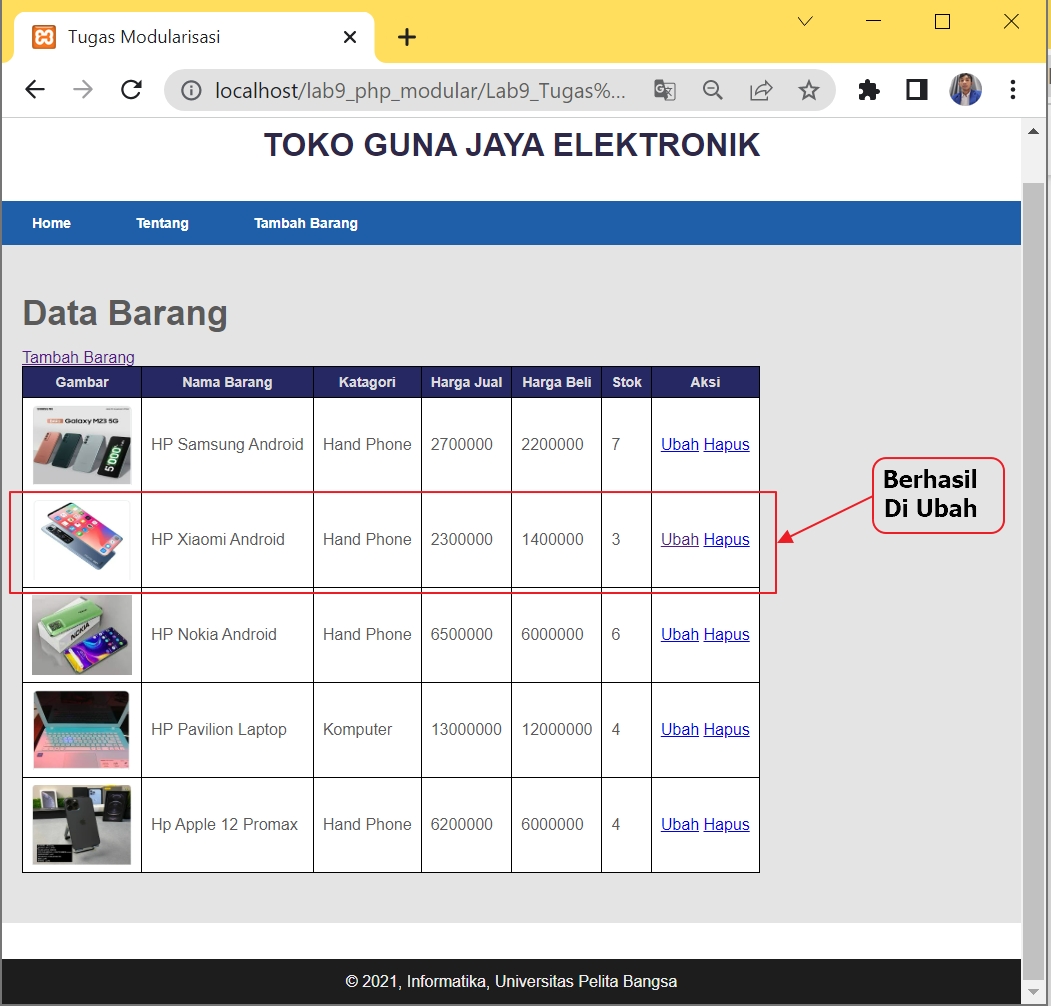 Tugas Modularisasi
localhost/lab9_php_modular/Lab9_Tugas%...
TOKO GUNA JAYA ELEKTRONIK
Home Tentang Tambah Barang
Data Barang
Tambah Barang
Gambar Nama Barang Katagori Harga Jual Harga Beli Stok Aksi
Galaxy M23 5G
5000
HP Samsung Android Hand Phone 2700000 2200000 7 Ubah Hapus
HP Xiaomi Android Hand Phone 2300000 1400000 3 Ubah Hapus
Berhasil
Di Ubah
NOKIA
HP Nokia Android Hand Phone 6500000 6000000 6 Ubah Hapus
HP Pavilion Laptop Komputer 13000000 12000000 4 Ubah Hapus
Hp Apple 12 Promax Hand Phone 6200000 6000000 4 Ubah Hapus
© 2021, Informatika, Universitas Pelita Bangsa